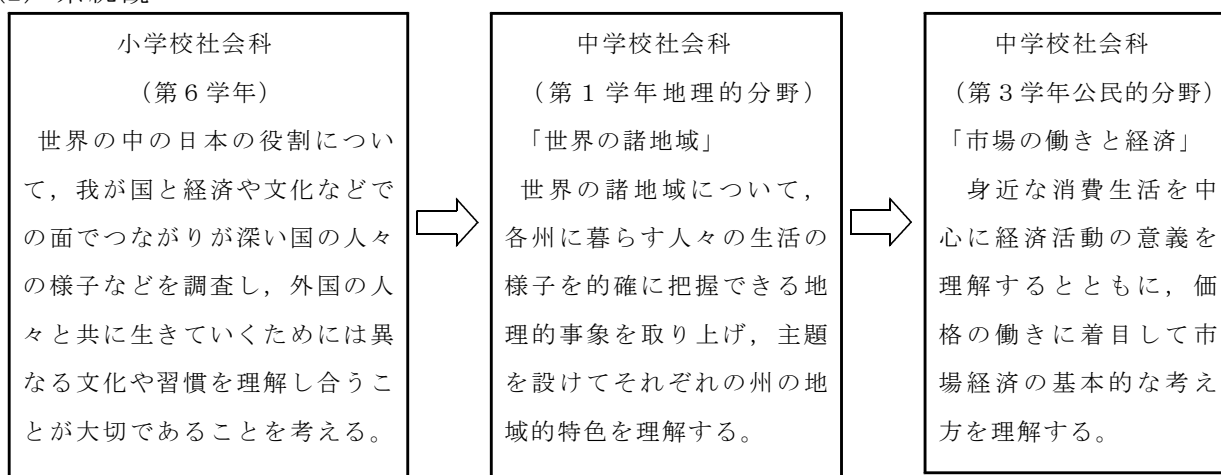 小学校社会科
(第6学年)
世界の中の日本の役割につい
て，我が国と経済や文化などで
の面でつながりが深い国の人々
の様子などを調査し，外国の人
々と共に生きていくためには異
なる文化や習慣を理解し合うこ
とが大切であることを考える。
中学校社会科
(第1学年地理的分野)
「世界の諸地域」
世界の諸地域について，
各州に暮らす人々の生活の
様子を的確に把握できる地
理的事象を取り上げ，主題
を設けてそれぞれの州の地
域的特色を理解する。
中学校社会科
(第3学年公民的分野)
「市場の働きと経済」
身近な消費生活を中
心に経済活動の意義を
理解するとともに，価
格の働きに着目して市
場経済の基本的な考え
方を理解する。